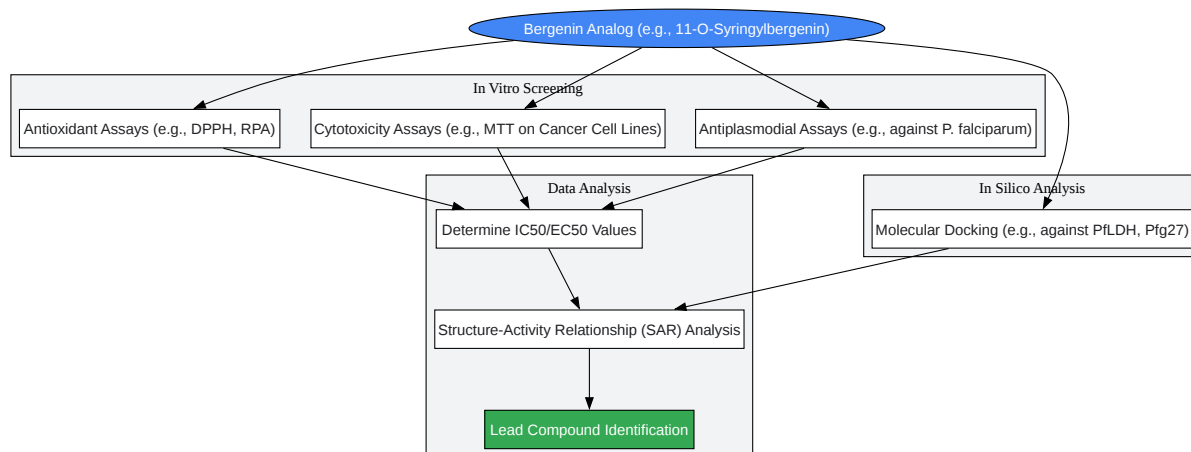 Bergenin Analog (e.g., 11-O-Syringylbergenin)
In Vitro Screening
Antioxidant Assays (e.g., DPPH, RPA)
Cytotoxicity Assays (e.g., MTT on Cancer Cell Lines)
Antiplasmodial Assays (e.g., against P. falciparum)
Data Analysis
In Silico Analysis
Determine IC50/EC50 Values
Molecular Docking (e.g., against PfLDH, Pfg27)
Structure-Activity Relationship (SAR) Analysis
Lead Compound Identification